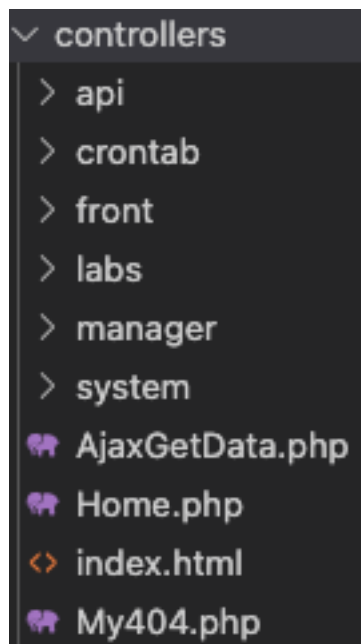 controllers
api
crontab
front
labs
manager
system
AjaxGetData.php
Home.php
index.html
My404.php